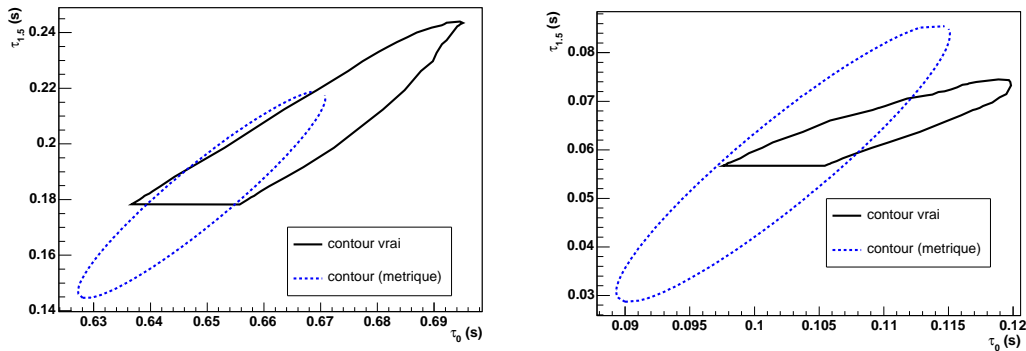 τ1.5 (s)
0.24
0.22
0.2
0.18
0.16
0.14
0.63 0.64 0.65 0.66 0.67 0.68 0.69
τ0 (s)
contour vrai
contour (metrique)
τ1.5 (s)
0.08
0.07
0.06
0.05
0.04
0.03
0.09 0.095 0.1 0.105 0.11 0.115 0.12
τ0 (s)
contour vrai
contour (metrique)